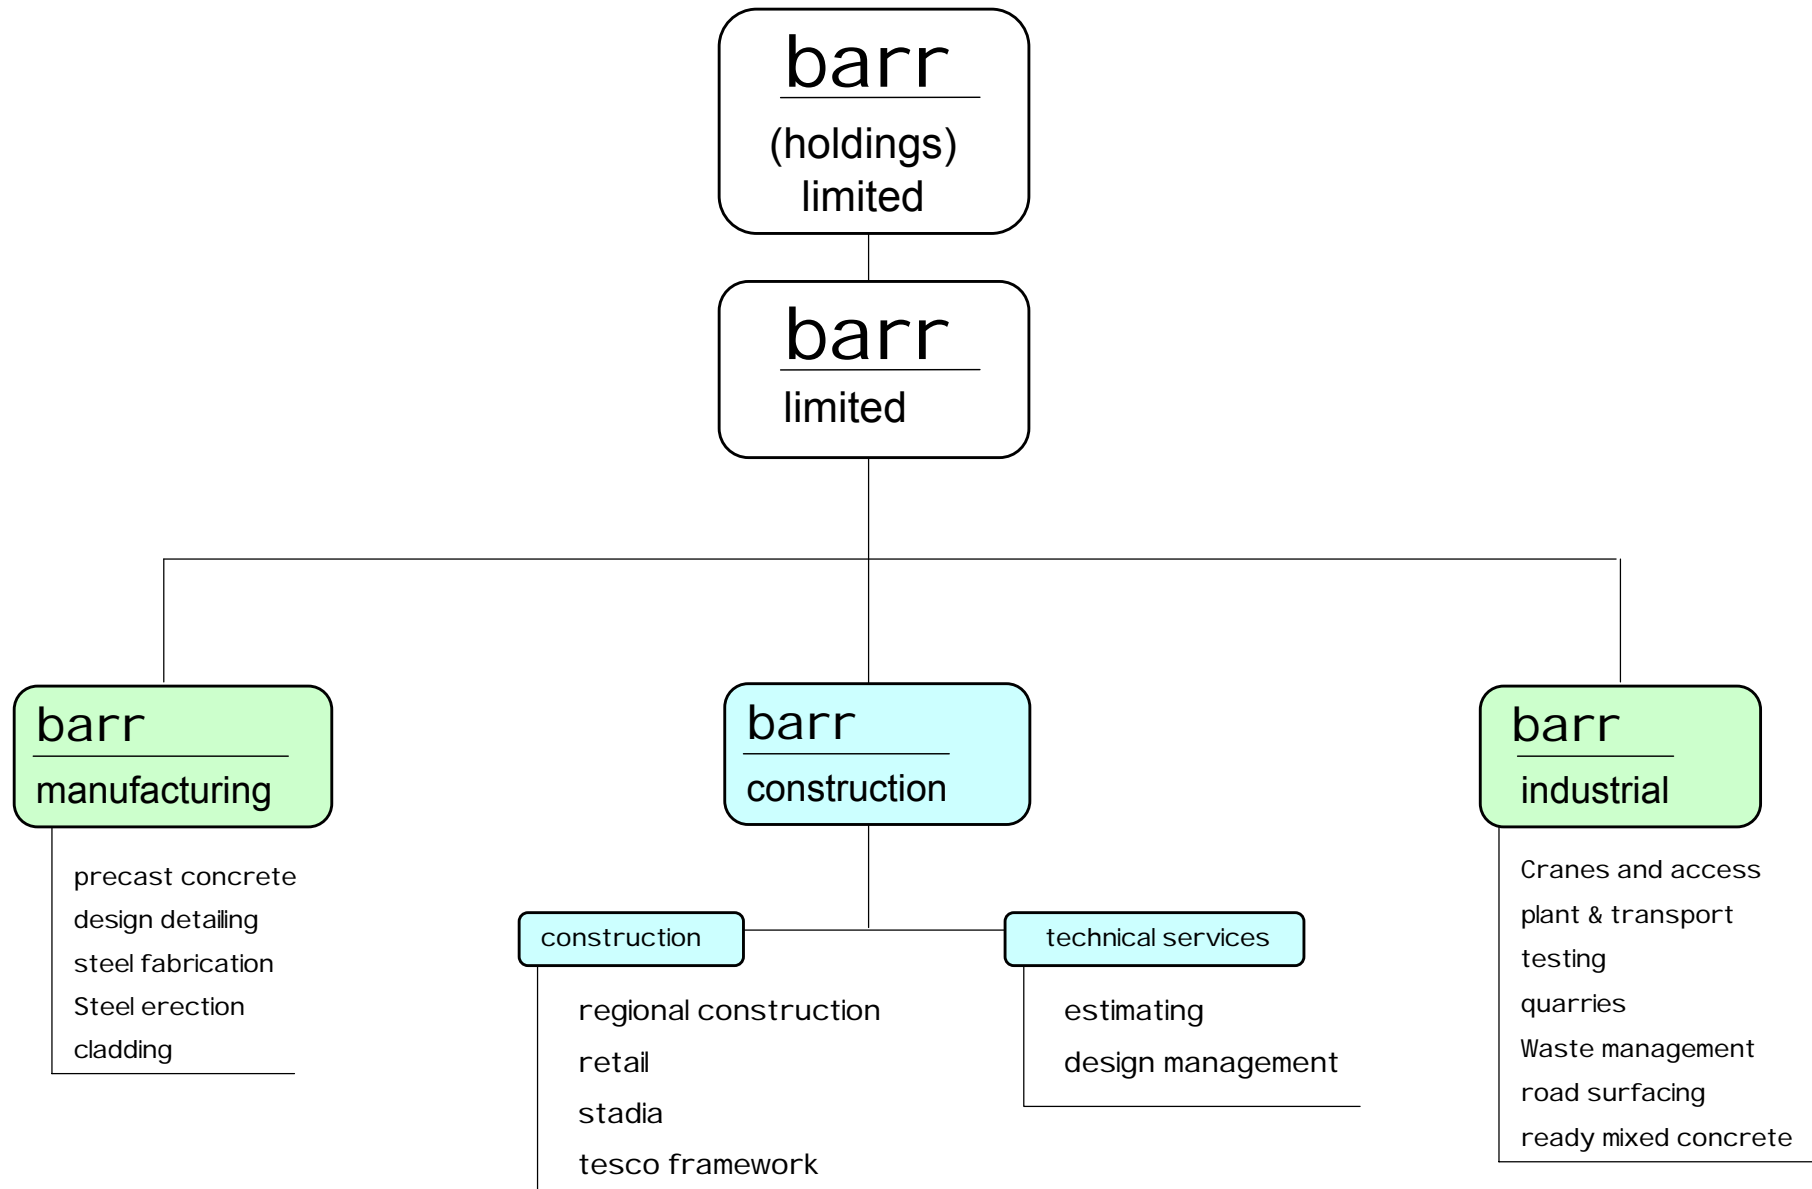 barr
(holdings)
limited
barr
limited
barr
manufacturing
precast concrete
design detailing
steel fabrication
Steel erection
cladding
barr
construction
construction
regional construction
retail
stadia
tesco framework
technical services
estimating
design management
barr
industrial
Cranes and access
plant & transport
testing
quarries
Waste management
road surfacing
ready mixed concrete